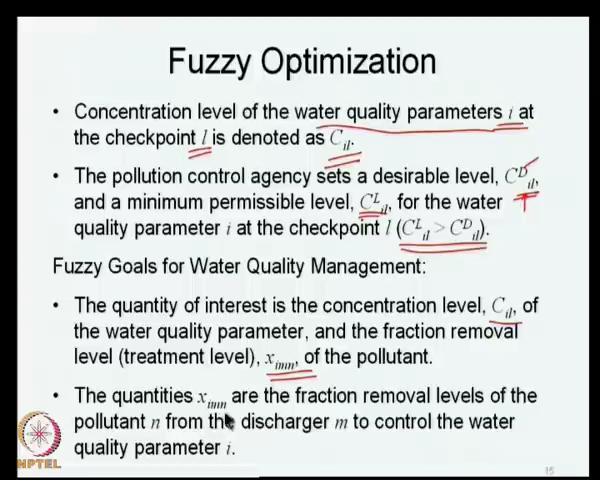 Fuzzy Optimization
• Concentration level of the water quality parameters i at
the checkpoint l is denoted as C_il.
• The pollution control agency sets a desirable level, C^D_il,
and a minimum permissible level, C^L_il, for the water
quality parameter i at the checkpoint l (C^L_il > C^D_il).
Fuzzy Goals for Water Quality Management:
• The quantity of interest is the concentration level, C_il, of
the water quality parameter, and the fraction removal
level (treatment level), x_imn, of the pollutant.
• The quantities x_imn are the fraction removal levels of the
pollutant n from the discharger m to control the water
quality parameter i.
NPTEL
15